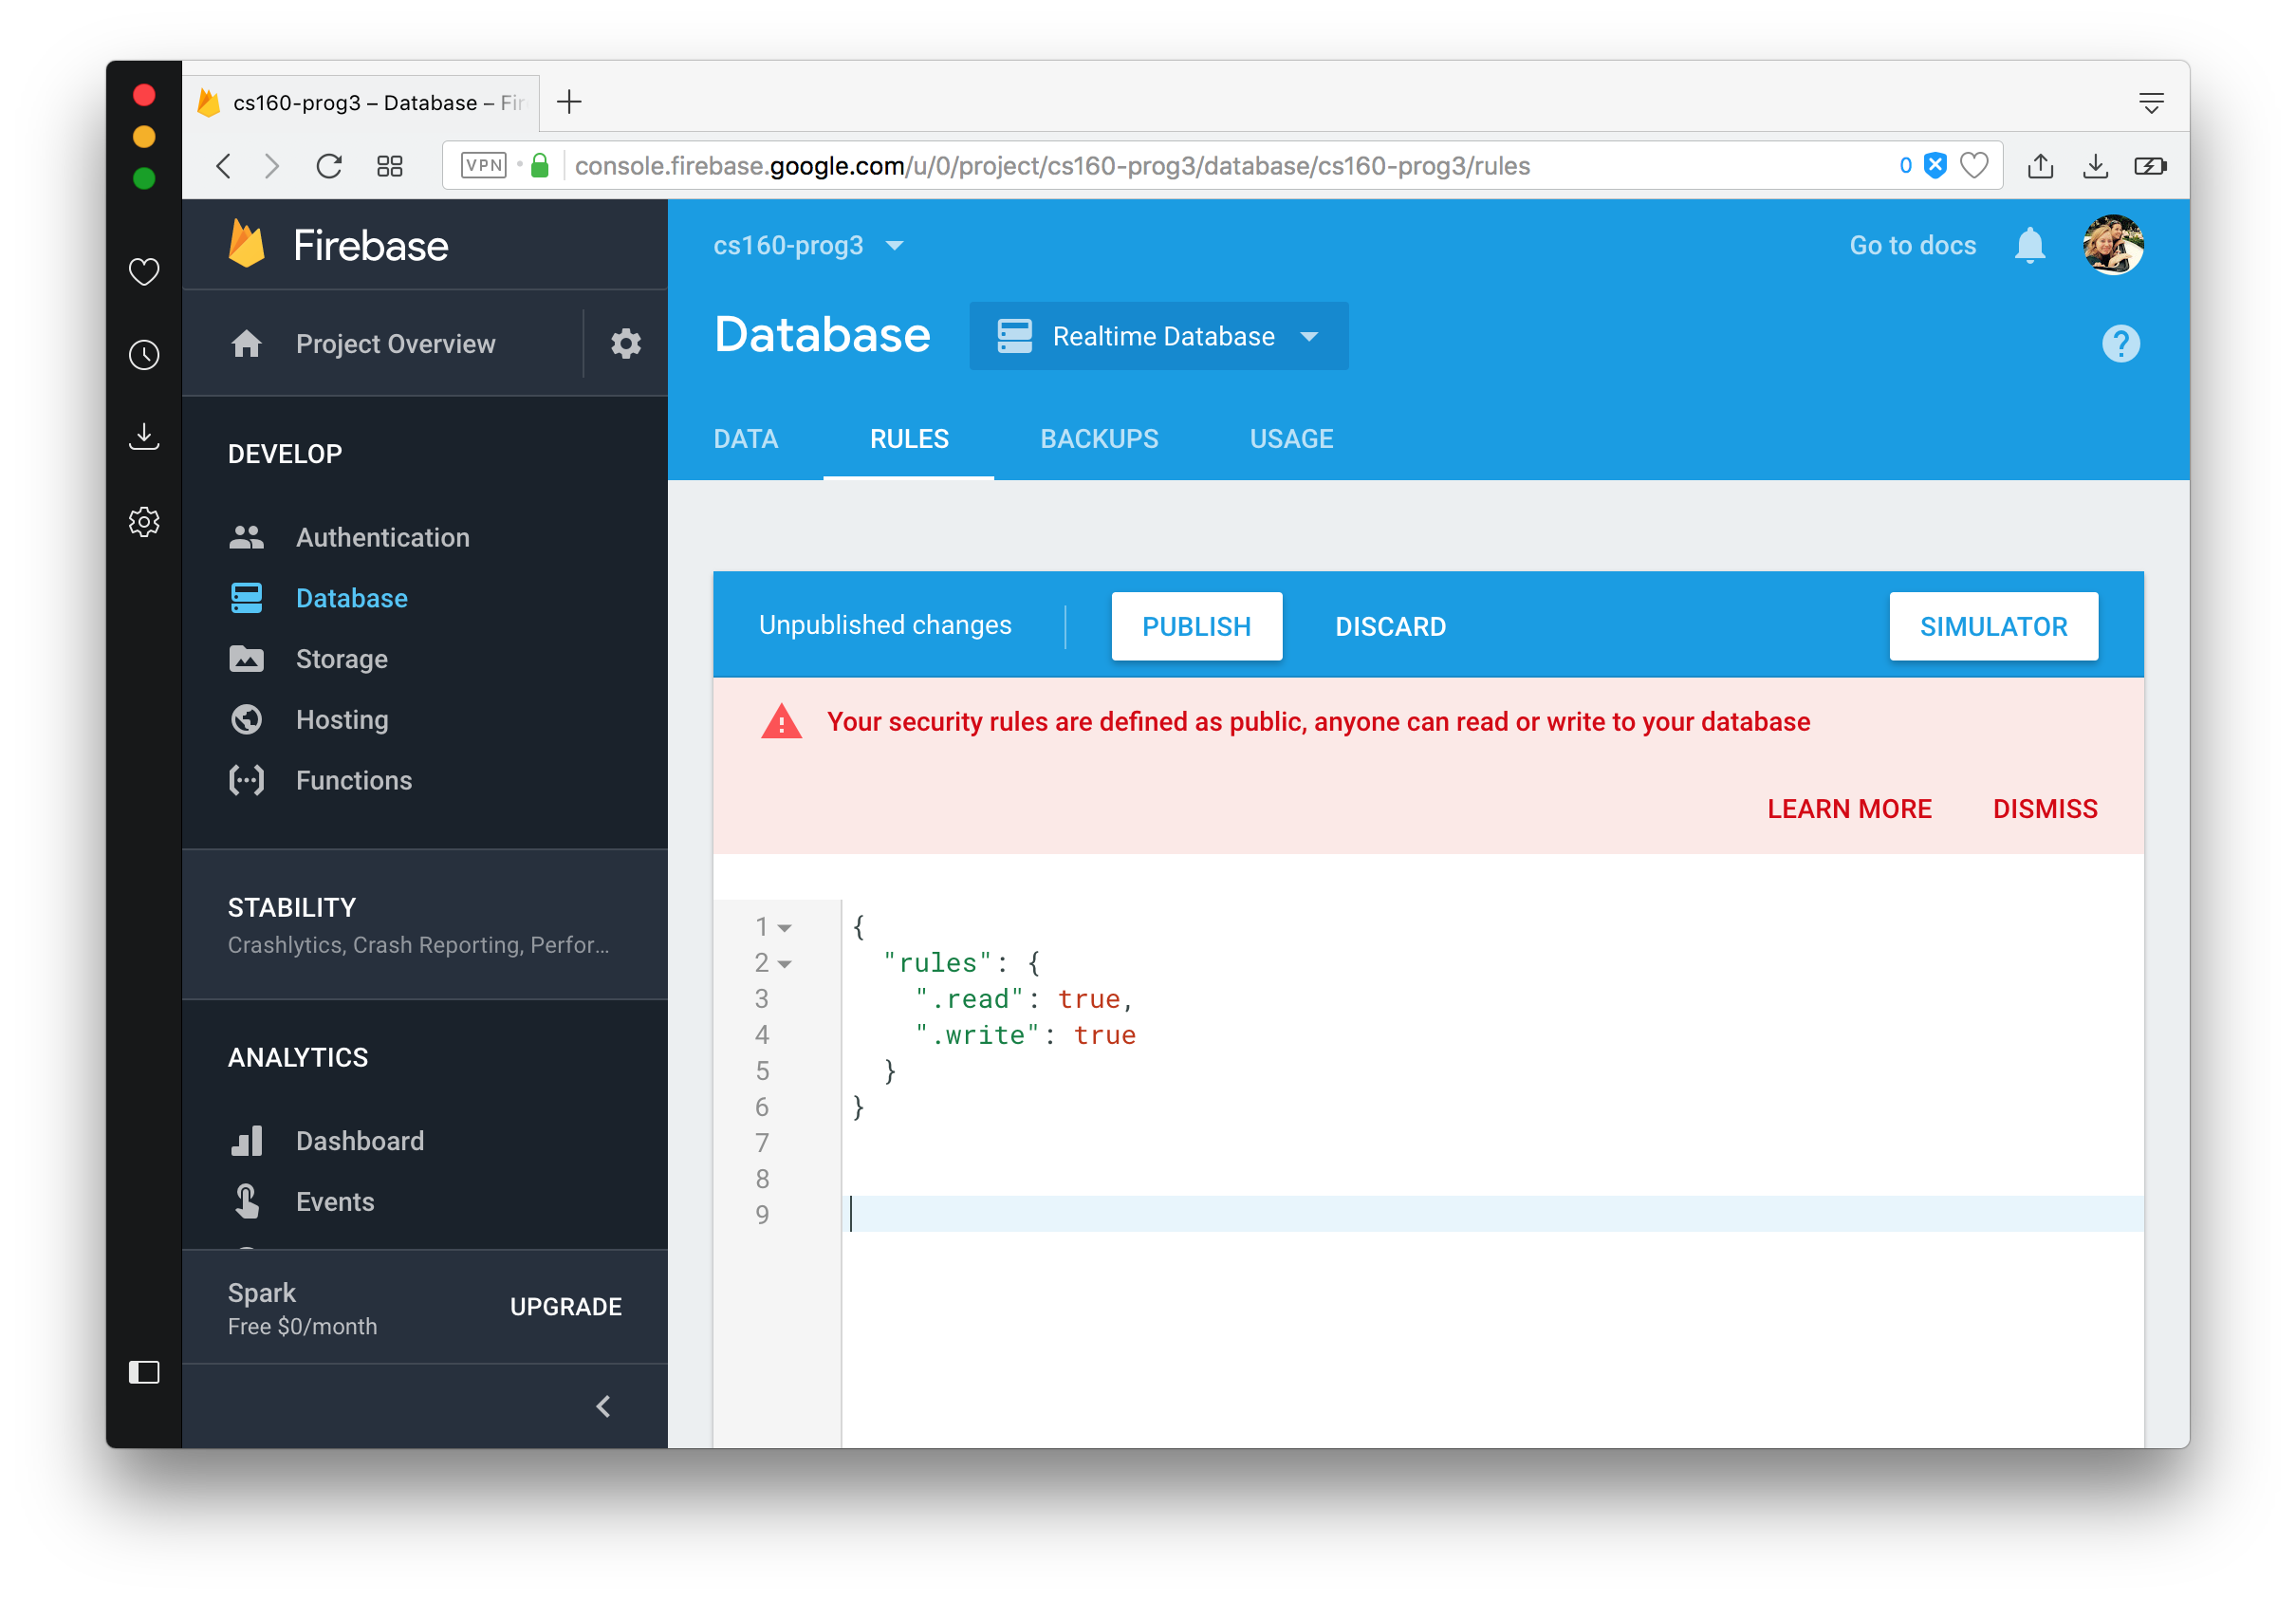 cs160-prog3 – Database – Fir
VPN
console.firebase.google.com/u/0/project/cs160-prog3/database/cs160-prog3/rules
0
Firebase
cs160-prog3
Go to docs
Project Overview
Database
Realtime Database
DATA
RULES
BACKUPS
USAGE
DEVELOP
Authentication
Database
Storage
Hosting
Functions
STABILITY
Crashlytics, Crash Reporting, Perfor...
ANALYTICS
Dashboard
Events
Spark
Free $0/month
UPGRADE
Unpublished changes
PUBLISH
DISCARD
SIMULATOR
Your security rules are defined as public, anyone can read or write to your database
LEARN MORE
DISMISS
1 {
2 "rules": {
3 ".read": true,
4 ".write": true
5 }
6 }
7
8
9